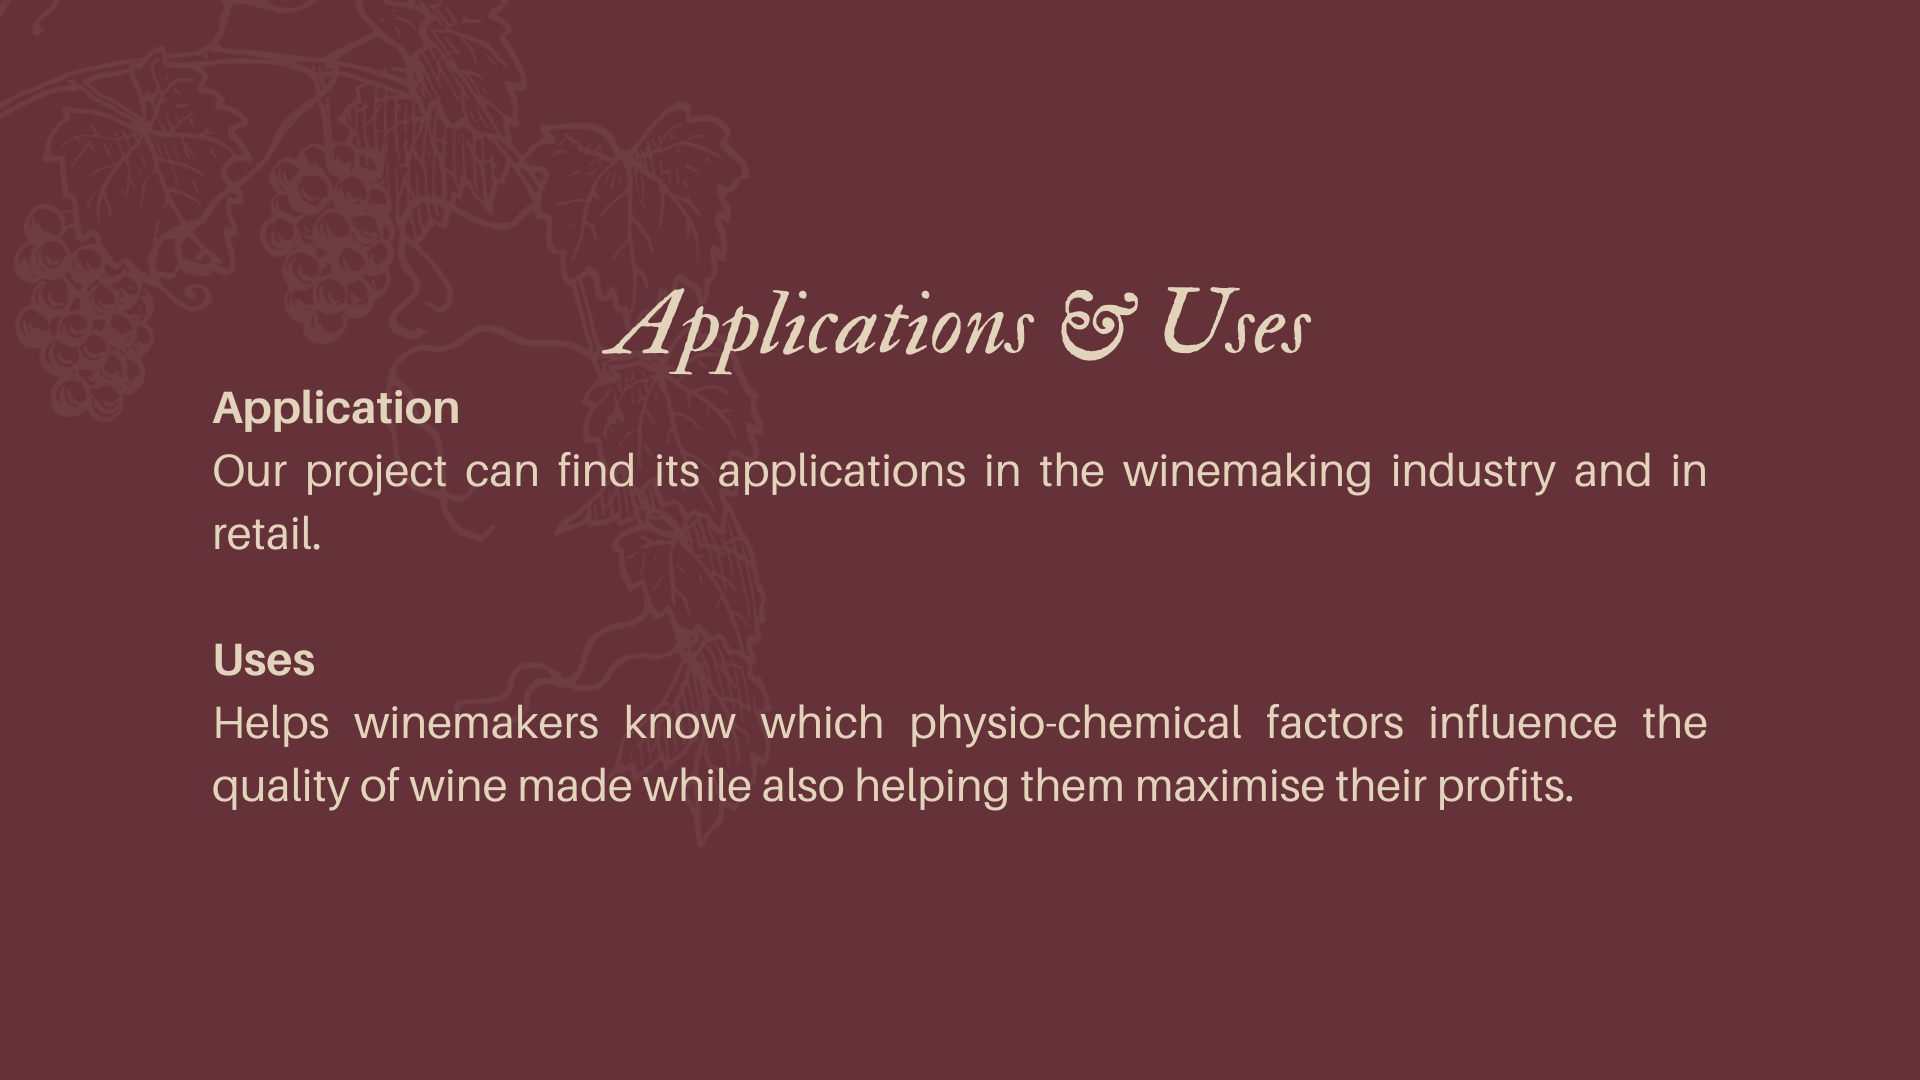 Applications & Uses
Application
Our project can find its applications in the winemaking industry and in
retail.
Uses
Helps winemakers know which physio-chemical factors influence the
quality of wine made while also helping them maximise their profits.